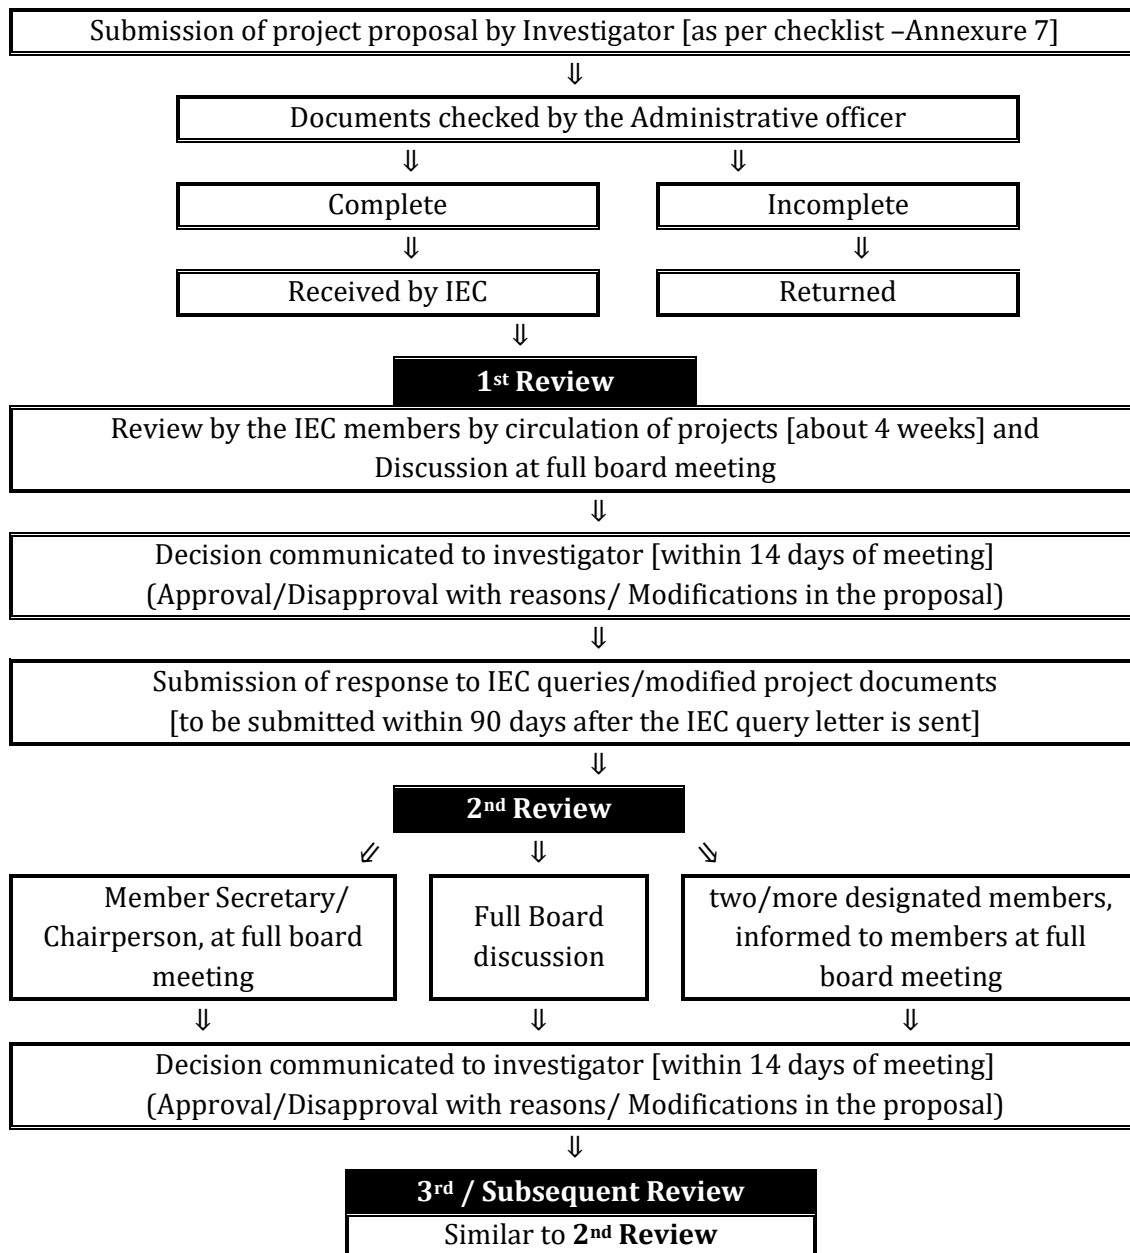 Submission of project proposal by Investigator [as per checklist –Annexure 7]
⇓
Documents checked by the Administrative officer
⇓ ⇓
Complete Incomplete
⇓ ⇓
Received by IEC Returned
⇓
1st Review
Review by the IEC members by circulation of projects [about 4 weeks] and
Discussion at full board meeting
⇓
Decision communicated to investigator [within 14 days of meeting]
(Approval/Disapproval with reasons/ Modifications in the proposal)
⇓
Submission of response to IEC queries/modified project documents
[to be submitted within 90 days after the IEC query letter is sent]
⇓
2nd Review
⇙ ⇓ ⇘
Member Secretary/
Chairperson, at full board
meeting
Full Board
discussion
two/more designated members,
informed to members at full
board meeting
⇓ ⇓ ⇓
Decision communicated to investigator [within 14 days of meeting]
(Approval/Disapproval with reasons/ Modifications in the proposal)
⇓
3rd / Subsequent Review
Similar to 2nd Review